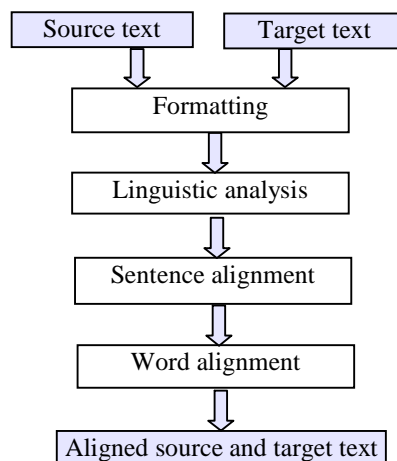 Source text
Target text
Formatting
Linguistic analysis
Sentence alignment
Word alignment
Aligned source and target text